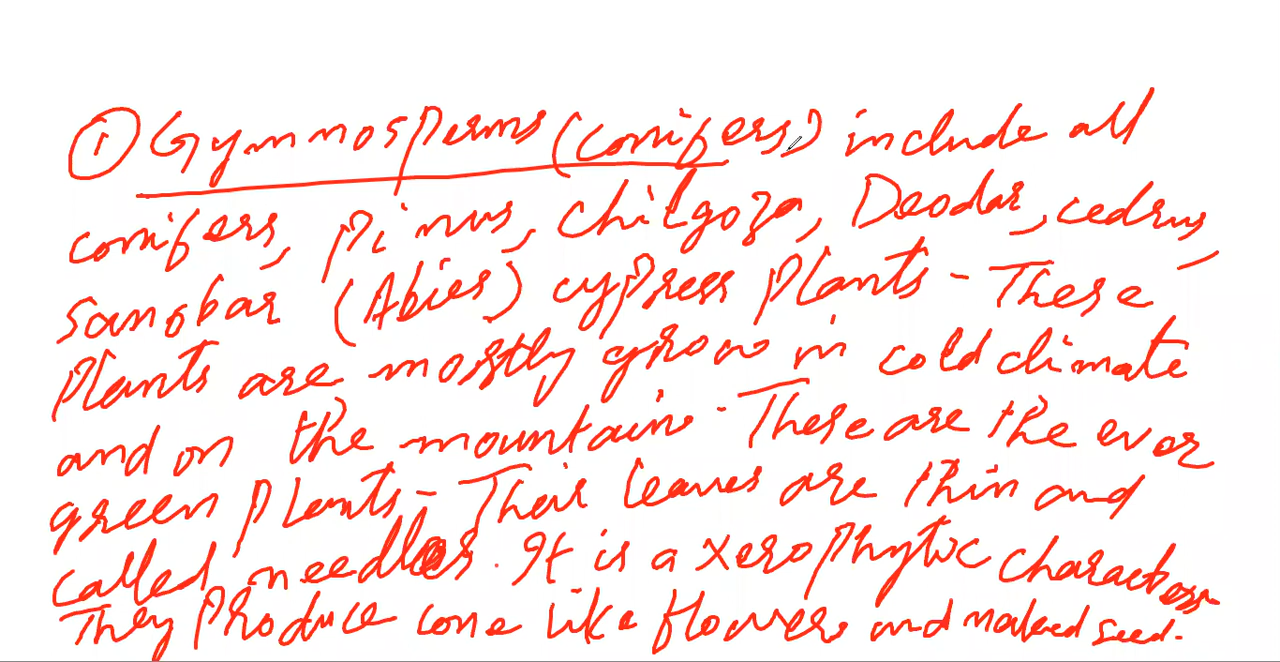 ① Gymnosperms (conifers) include all
conifers, pinus, chilgoza, Deodar, cedrus,
sanobar (Abies) cypress plants - These
plants are mostly grow in cold climate
and on the mountain. These are the ever
green plants - Their leaves are thin and
called needles. It is a xerophytic character
They produce cone like flowers and naked seed.